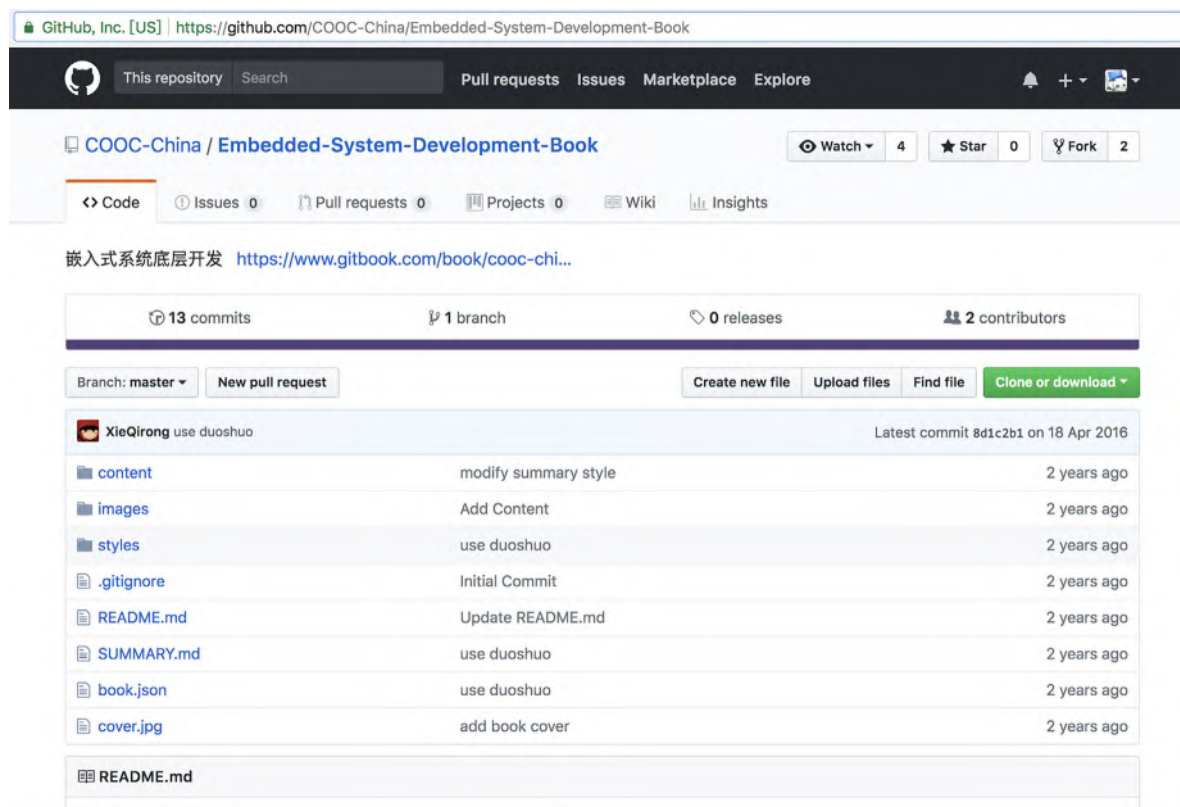 GitHub, Inc. [US] https://github.com/COOC-China/Embedded-System-Development-Book
This repository Search Pull requests Issues Marketplace Explore
COOC-China / Embedded-System-Development-Book Watch 4 Star 0 Fork 2
Code Issues 0 Pull requests 0 Projects 0 Wiki Insights
嵌入式系统底层开发 https://www.gitbook.com/book/cooc-chi...
13 commits 1 branch 0 releases 2 contributors
Branch: master New pull request Create new file Upload files Find file Clone or download
XieQirong use duoshuo Latest commit 8d1c2b1 on 18 Apr 2016
content modify summary style 2 years ago
images Add Content 2 years ago
styles use duoshuo 2 years ago
.gitignore Initial Commit 2 years ago
README.md Update README.md 2 years ago
SUMMARY.md use duoshuo 2 years ago
book.json use duoshuo 2 years ago
cover.jpg add book cover 2 years ago
README.md